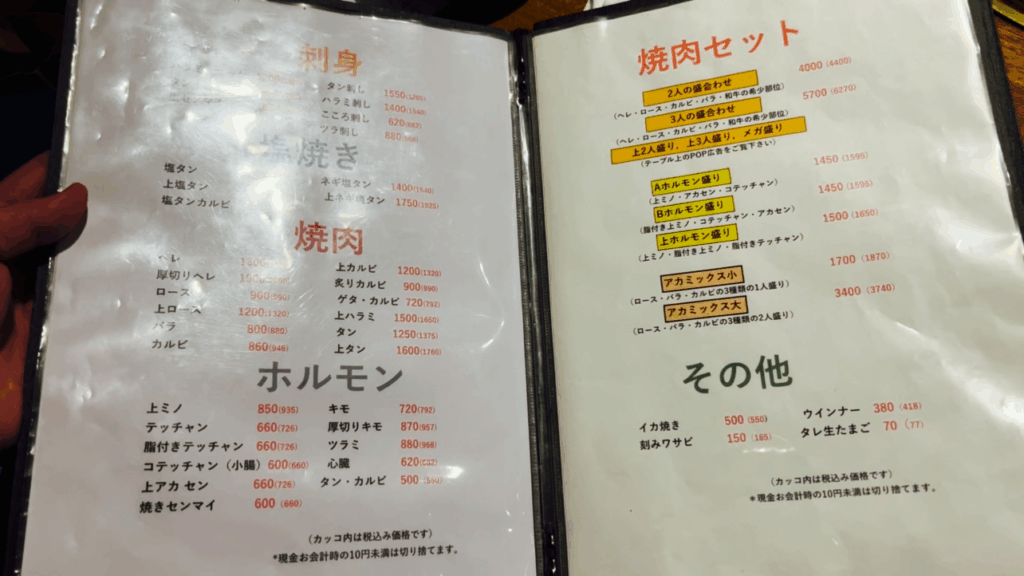 刺身
タン刺し 1550
ハラミ刺し 1400
こころ刺し 620
ヅラ刺し 880
塩焼き
塩タン
上塩タン
塩タンカルビ
ネギ塩タン 1400(1540)
上ネギ塩タン 1750(1925)
焼肉
ヘレ
厚切りヘレ
ロース 900
上ロース 1200(1320)
バラ 800(880)
カルビ 860(946)
上カルビ 1200(1320)
炙りカルビ 900(990)
ゲタ・カルビ 720(792)
上ハラミ 1500(1650)
タン 1250(1375)
上タン 1600(1760)
ホルモン
上ミノ 850(935)
テッチャン 660(726)
脂付きテッチャン 660(726)
コテッチャン（小腸） 600(660)
上アカ セン 660(726)
焼きセンマイ 600 (660)
キモ 720(792)
厚切りキモ 870(957)
ツラミ 880(968)
心臓 620
タン・カルビ 500
（カッコ内は税込み価格です）
*現金お会計時の10円未満は切り捨てます。
焼肉セット
2人の盛合わせ 4000 (4400)
（ヘレ・ロース・カルビ・バラ・和牛の希少部位）
3人の盛合わせ 5700 (6270)
（ヘレ・ロース・カルビ・バラ・和牛の希少部位）
上2人盛り，上3人盛り，メガ盛り
（テーブル上のPOP広告をご覧下さい）
Aホルモン盛り 1450 (1595)
（上ミノ・アカセン・コテッチャン）
Bホルモン盛り 1450 (1595)
（脂付き上ミノ・コテッチャン・アカセン）
上ホルモン盛り 1500 (1650)
（上ミノ・脂付き上ミノ・脂付きテッチャン）
アカミックス小 1700 (1870)
（ロース・バラ・カルビの3種類の1人盛り）
アカミックス大 3400 (3740)
（ロース・バラ・カルビの3種類の2人盛り）
その他
イカ焼き 500 (550)
刻みワサビ 150 (165)
ウインナー 380 (418)
タレ生たまご 70 (77)
（カッコ内は税込み価格です）
*現金お会計時の10円未満は切り捨てます。